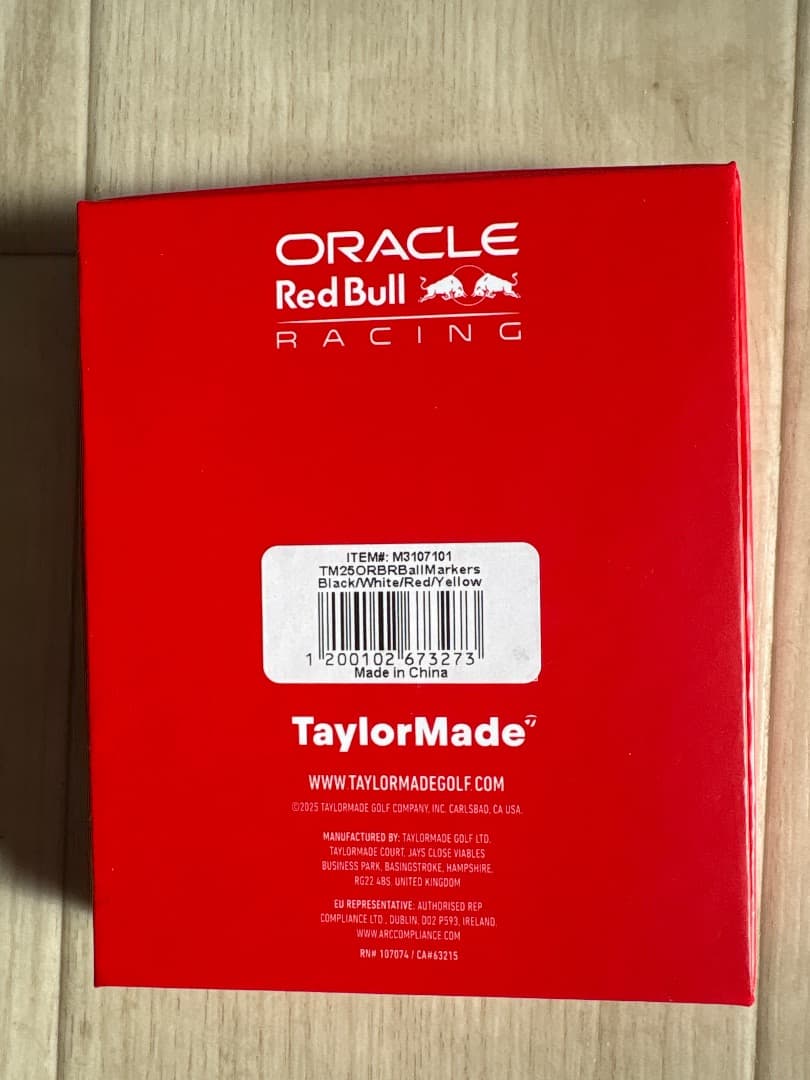 ORACLE
Red Bull
RACING
ITEM#: M3107101
TM25ORBRBallMarkers
Black/White/Red/Yellow
1 200102 673273
Made in China
TaylorMade
WWW.TAYLORMADEGOLF.COM
©2025 TAYLORMADE GOLF COMPANY, INC. CARLSBAD, CA USA.
MANUFACTURED BY: TAYLORMADE GOLF LTD.
TAYLORMADE COURT, JAYS CLOSE VIABLES
BUSINESS PARK, BASINGSTROKE, HAMPSHIRE,
RG22 4BS, UNITED KINGDOM
EU REPRESENTATIVE: AUTHORISED REP
COMPLIANCE LTD., DUBLIN, D02 P593, IRELAND.
WWW.ARCCOMPLIANCE.COM
RN# 107074 / CA#63215